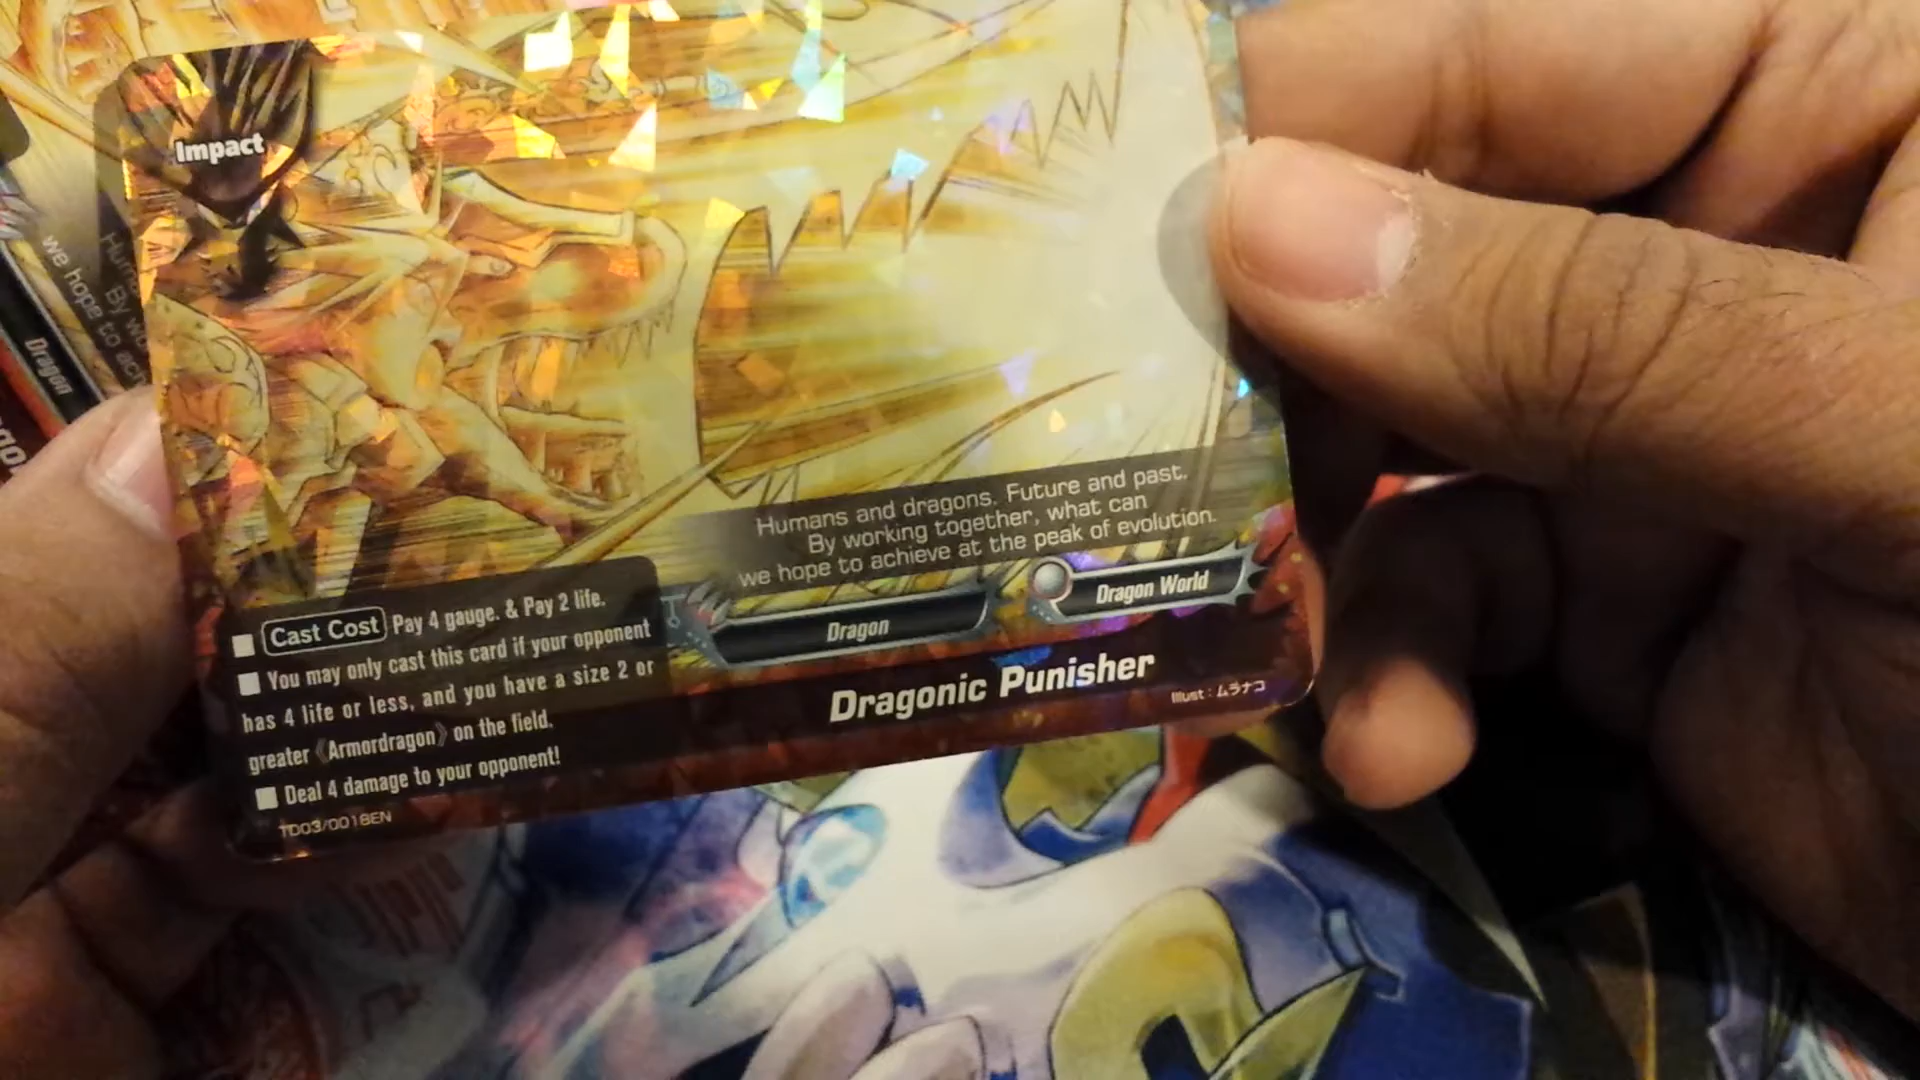 Impact
Humans and dragons. Future and past.
By working together, what can
we hope to achieve at the peak of evolution.
Cast Cost Pay 4 gauge. & Pay 2 life.
You may only cast this card if your opponent
has 4 life or less, and you have a size 2 or
greater 《Armordragon》 on the field.
Deal 4 damage to your opponent!
TD03/0018EN
Dragon
Dragon World
Dragonic Punisher
Illust : ムラナコ
Dragon
By
we hope to